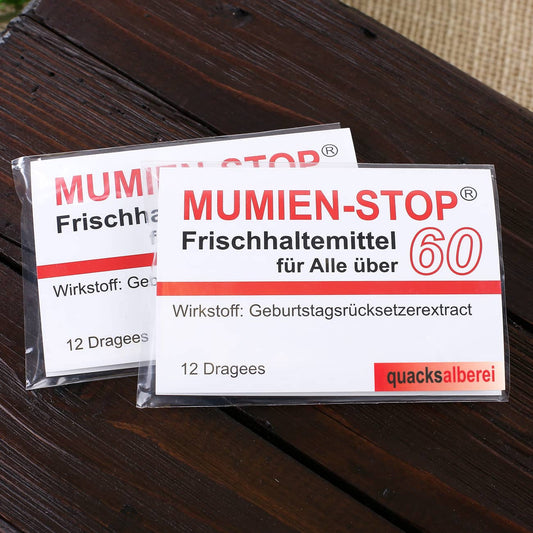 MUMIEN-STOP®
Frischhaltemittel
für Alle über 60
Wirkstoff: Geburtstagsrücksetzerextract
12 Dragees
quacksalberei
MUMIEN-STOP®
Frischha
Wirkstoff: Geb
12 Dragees